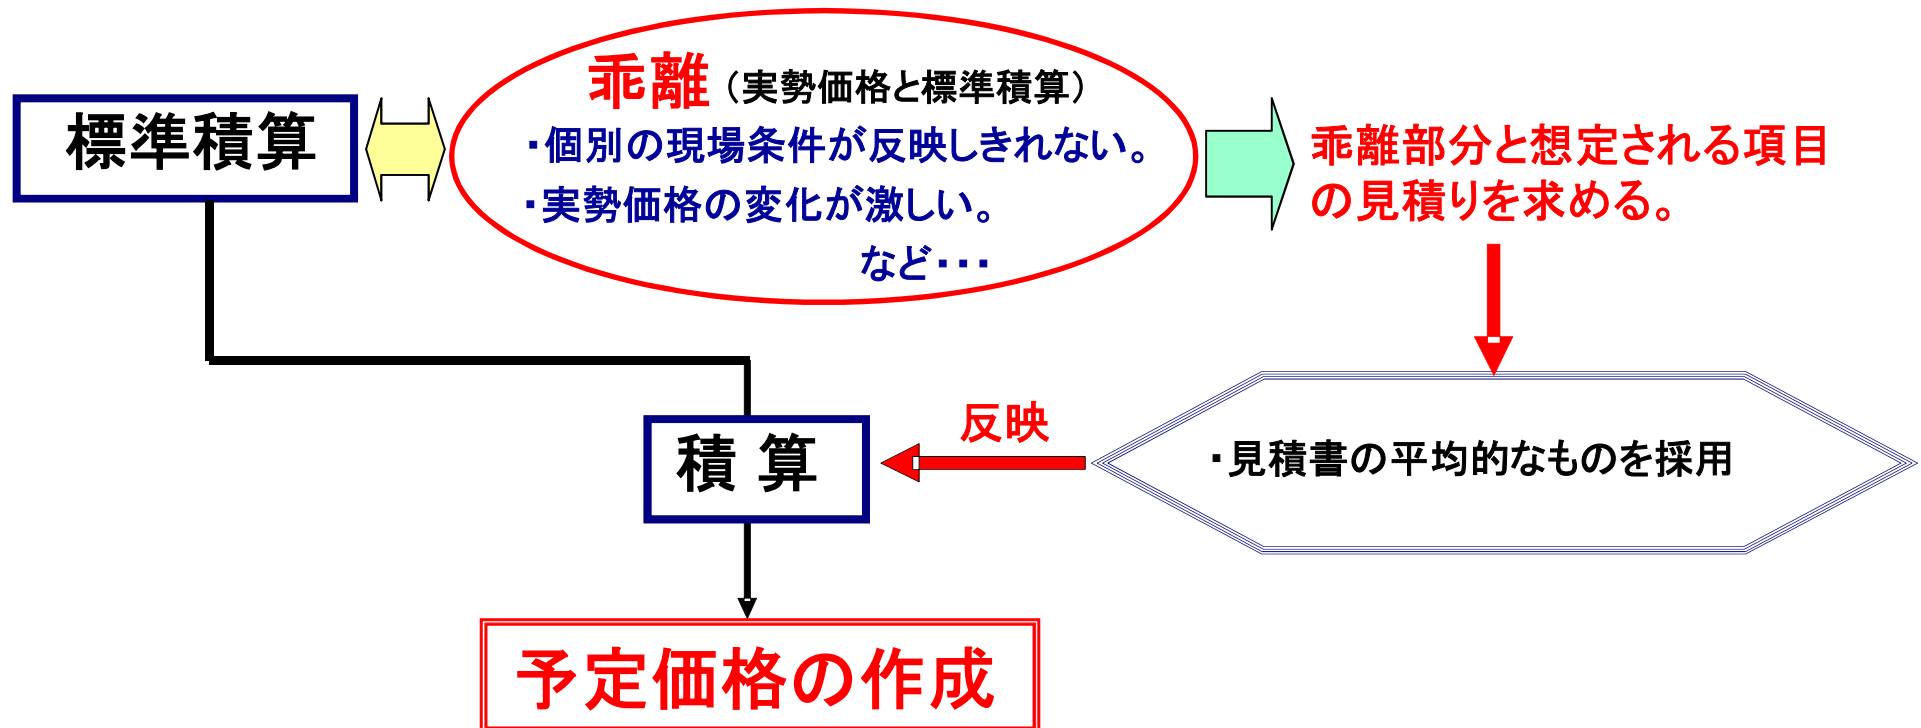 標準積算
乖離（実勢価格と標準積算）
・個別の現場条件が反映しきれない。
・実勢価格の変化が激しい。
など・・・
乖離部分と想定される項目
の見積りを求める。
反映
積 算
・見積書の平均的なものを採用
予定価格の作成